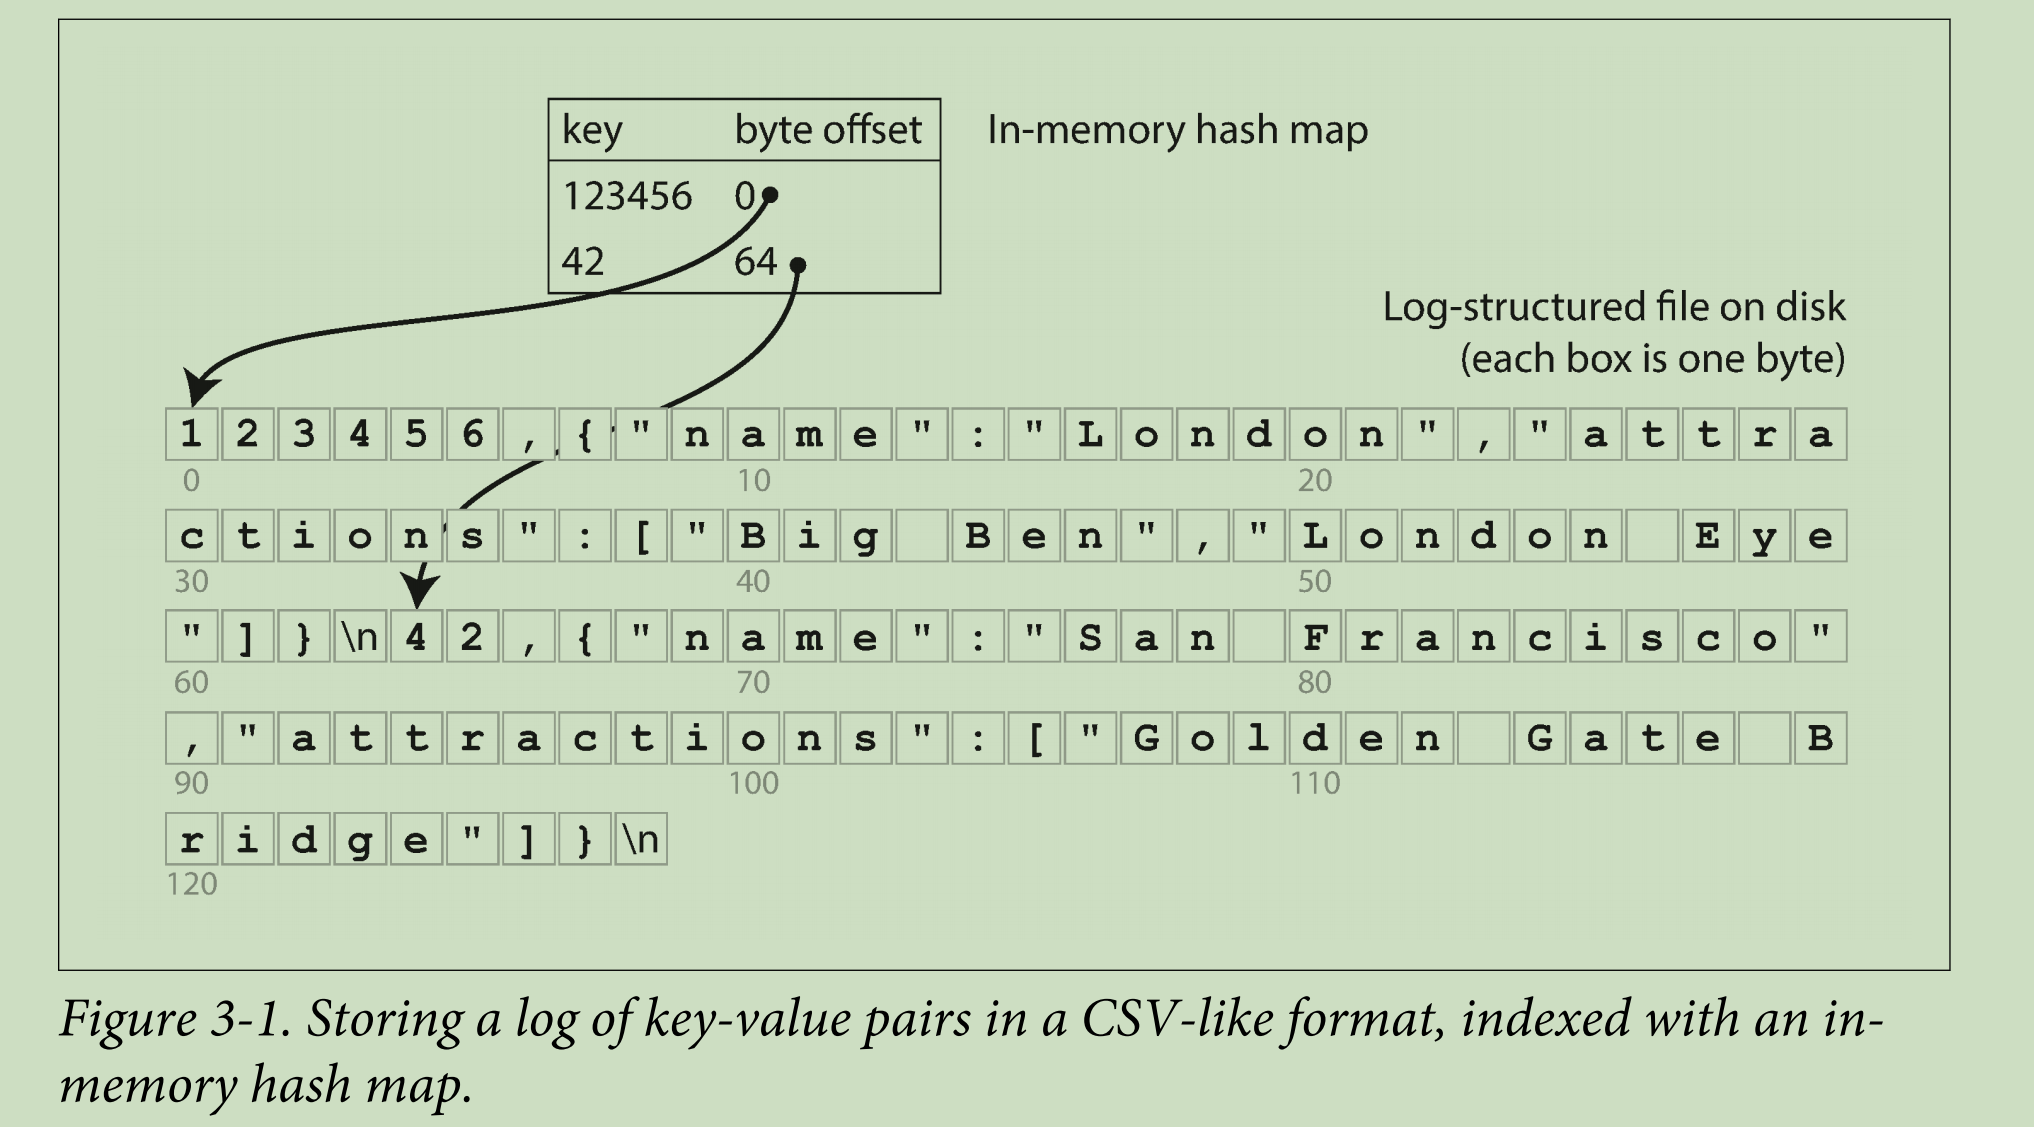 key byte offset In-memory hash map
123456 0
42 64
Log-structured file on disk
(each box is one byte)
1 2 3 4 5 6 , { " n a m e " : " L o n d o n " , " a t t r a
0 10 20
c t i o n s " : [ " B i g   B e n " , " L o n d o n   E y e
30 40 50
" ] } \n 4 2 , { " n a m e " : " S a n   F r a n c i s c o "
60 70 80
, " a t t r a c t i o n s " : [ " G o l d e n   G a t e   B
90 100 110
r i d g e " ] } \n
120
Figure 3-1. Storing a log of key-value pairs in a CSV-like format, indexed with an in-
memory hash map.